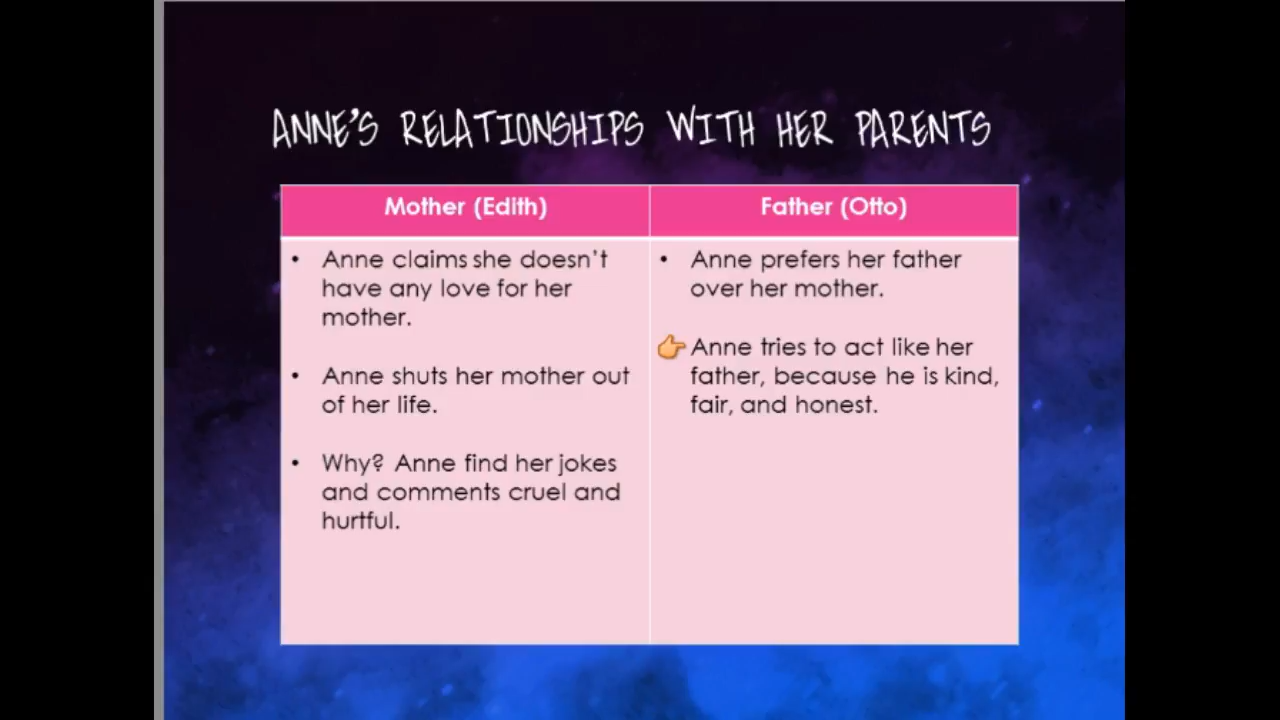 ANNE'S RELATIONSHIPS WITH HER PARENTS
Mother (Edith)
• Anne claims she doesn't
have any love for her
mother.
• Anne shuts her mother out
of her life.
• Why? Anne find her jokes
and comments cruel and
hurtful.
Father (Otto)
• Anne prefers her father
over her mother.
👉 Anne tries to act like her
father, because he is kind,
fair, and honest.